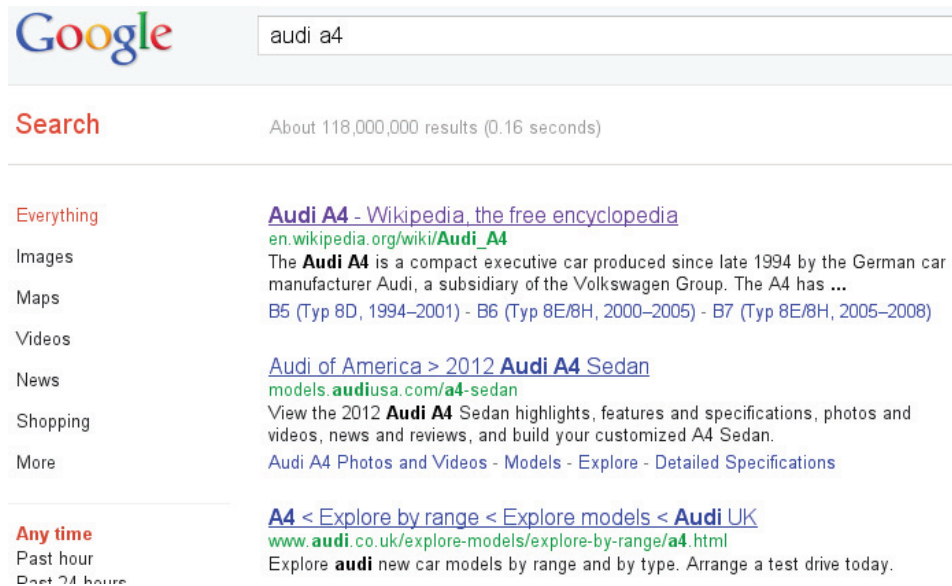 Google
audi a4
Search
About 118,000,000 results (0.16 seconds)
Everything
Images
Maps
Videos
News
Shopping
More
Any time
Past hour
Past 24 hours
Audi A4 - Wikipedia, the free encyclopedia
en.wikipedia.org/wiki/Audi_A4
The Audi A4 is a compact executive car produced since late 1994 by the German car
manufacturer Audi, a subsidiary of the Volkswagen Group. The A4 has ...
B5 (Typ 8D, 1994–2001) - B6 (Typ 8E/8H, 2000–2005) - B7 (Typ 8E/8H, 2005–2008)
Audi of America > 2012 Audi A4 Sedan
models.audiusa.com/a4-sedan
View the 2012 Audi A4 Sedan highlights, features and specifications, photos and
videos, news and reviews, and build your customized A4 Sedan.
Audi A4 Photos and Videos - Models - Explore - Detailed Specifications
A4 < Explore by range < Explore models < Audi UK
www.audi.co.uk/explore-models/explore-by-range/a4.html
Explore audi new car models by range and by type. Arrange a test drive today.